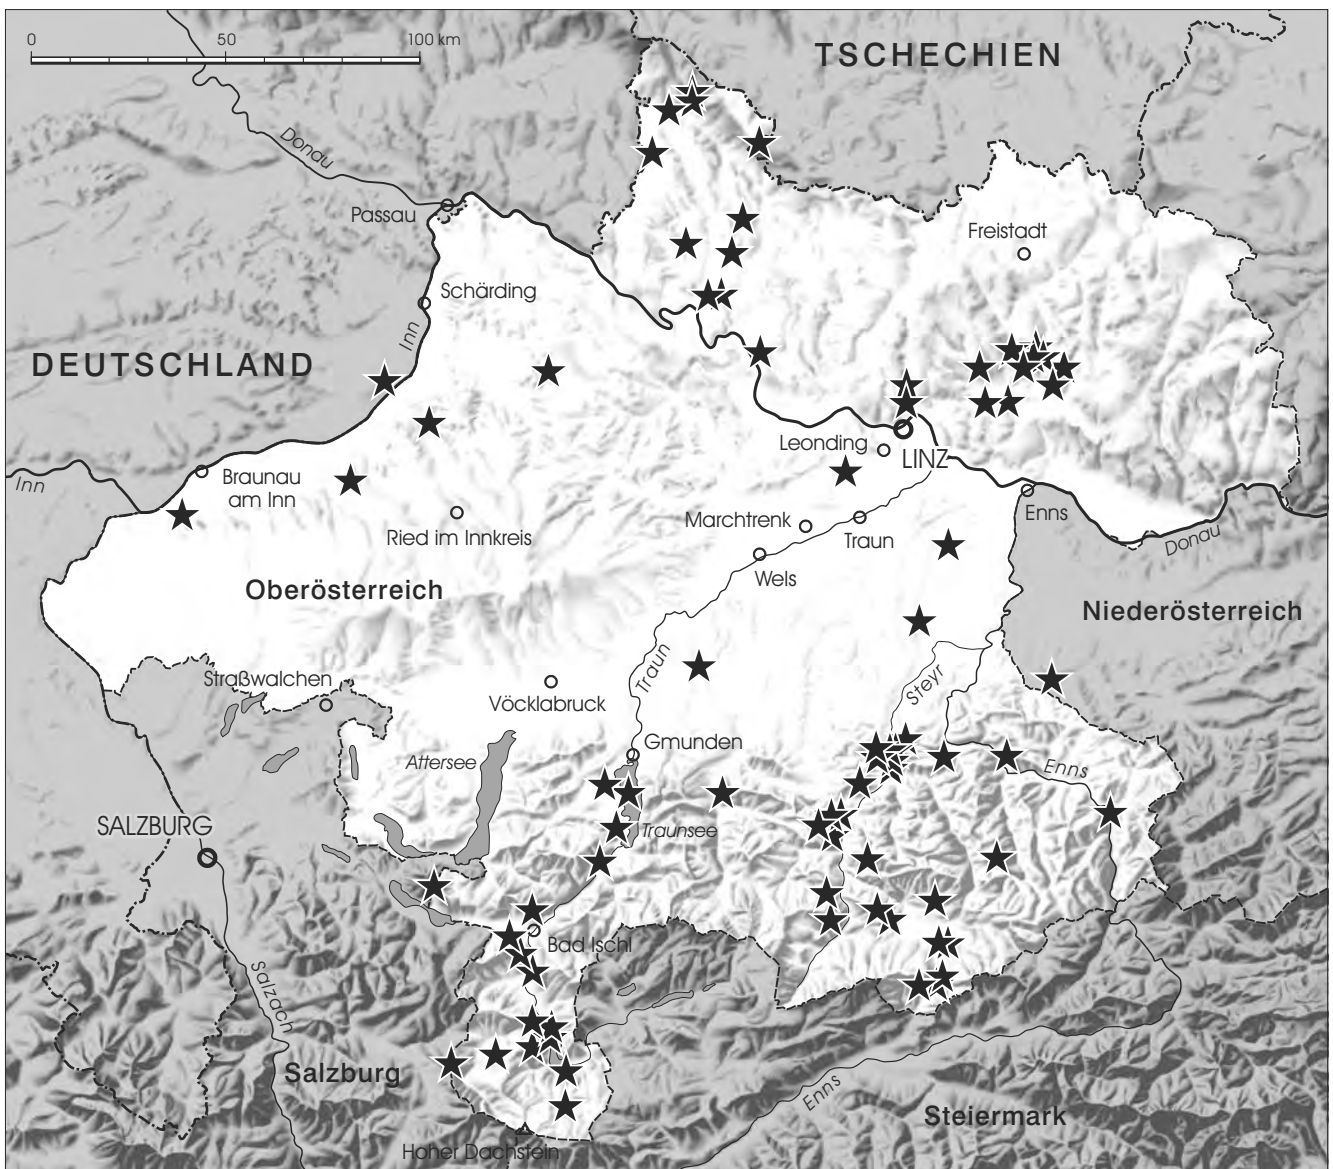 0 50 100 km
TSCHECHIEN
Donau
Passau
Freistadt
Schärding
Inn
DEUTSCHLAND
Leonding
LINZ
Braunau
am Inn
Inn
Marchtrenk
Enns
Ried im Innkreis
Traun
Donau
Wels
Oberösterreich
Niederösterreich
Traun
Steyr
Straßwalchen
Vöcklabruck
Gmunden
Attersee
Enns
SALZBURG
Traunsee
Bad Ischl
Salzach
Salzburg
Enns
Steiermark
Hoher Dachstein